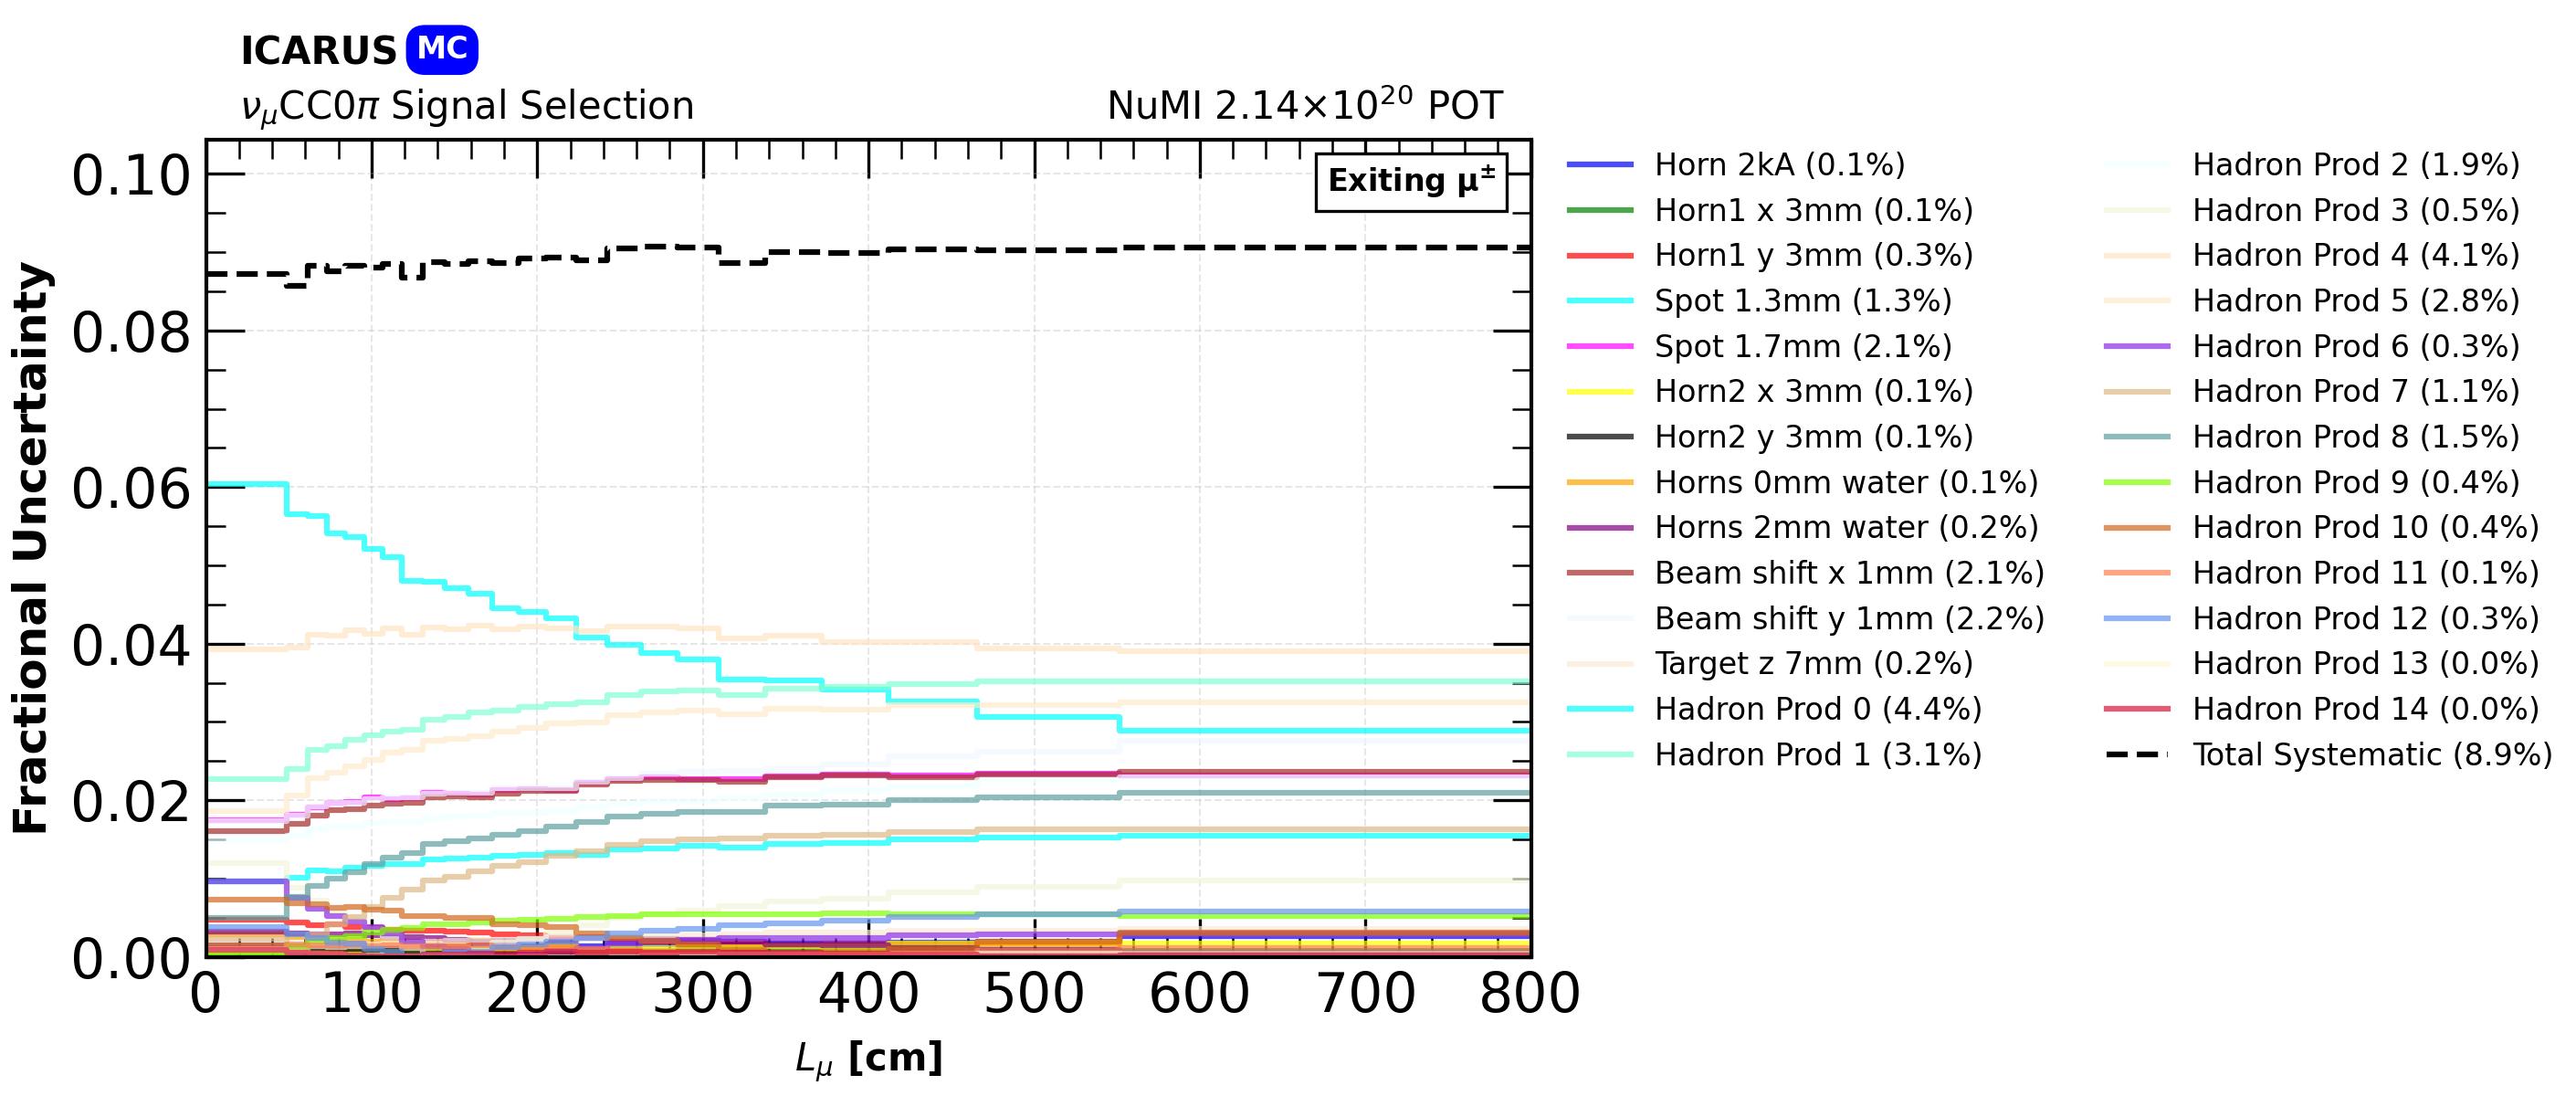 ICARUS MC
νμCC0π Signal Selection
NuMI 2.14×10²⁰ POT
Exiting μ±
Fractional Uncertainty
0.10
0.08
0.06
0.04
0.02
0.00
0 100 200 300 400 500 600 700 800
Lμ [cm]
Horn 2kA (0.1%)
Horn1 x 3mm (0.1%)
Horn1 y 3mm (0.3%)
Spot 1.3mm (1.3%)
Spot 1.7mm (2.1%)
Horn2 x 3mm (0.1%)
Horn2 y 3mm (0.1%)
Horns 0mm water (0.1%)
Horns 2mm water (0.2%)
Beam shift x 1mm (2.1%)
Beam shift y 1mm (2.2%)
Target z 7mm (0.2%)
Hadron Prod 0 (4.4%)
Hadron Prod 1 (3.1%)
Hadron Prod 2 (1.9%)
Hadron Prod 3 (0.5%)
Hadron Prod 4 (4.1%)
Hadron Prod 5 (2.8%)
Hadron Prod 6 (0.3%)
Hadron Prod 7 (1.1%)
Hadron Prod 8 (1.5%)
Hadron Prod 9 (0.4%)
Hadron Prod 10 (0.4%)
Hadron Prod 11 (0.1%)
Hadron Prod 12 (0.3%)
Hadron Prod 13 (0.0%)
Hadron Prod 14 (0.0%)
Total Systematic (8.9%)